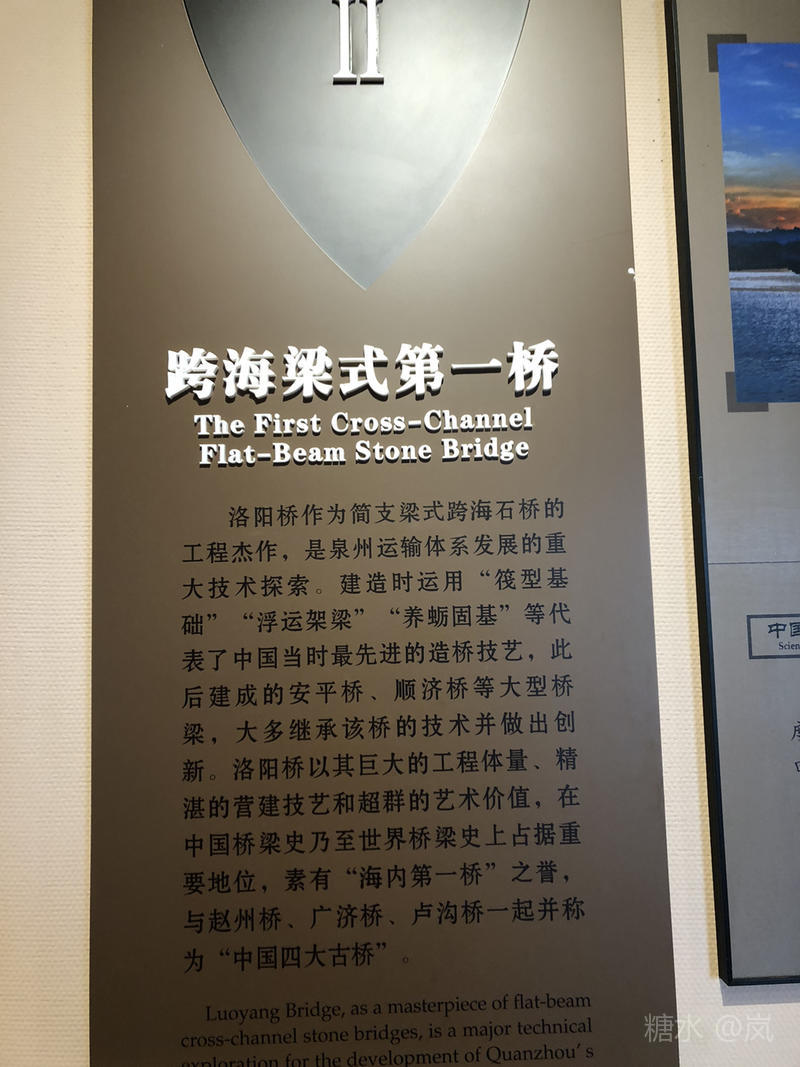 II
跨海梁式第一桥
The First Cross-Channel
Flat-Beam Stone Bridge
洛阳桥作为简支梁式跨海石桥的
工程杰作，是泉州运输体系发展的重
大技术探索。建造时运用“筏型基
础”“浮运架梁”“养蛎固基”等代
表了中国当时最先进的造桥技艺，此
后建成的安平桥、顺济桥等大型桥
梁，大多继承该桥的技术并做出创
新。洛阳桥以其巨大的工程体量、精
湛的营建技艺和超群的艺术价值，在
中国桥梁史乃至世界桥梁史上占据重
要地位，素有“海内第一桥”之誉，
与赵州桥、广济桥、卢沟桥一起并称
为“中国四大古桥”。
Luoyang Bridge, as a masterpiece of flat-beam
cross-channel stone bridges, is a major technical
exploration for the development of Quanzhou's
中国
Scien
糖水 @岚